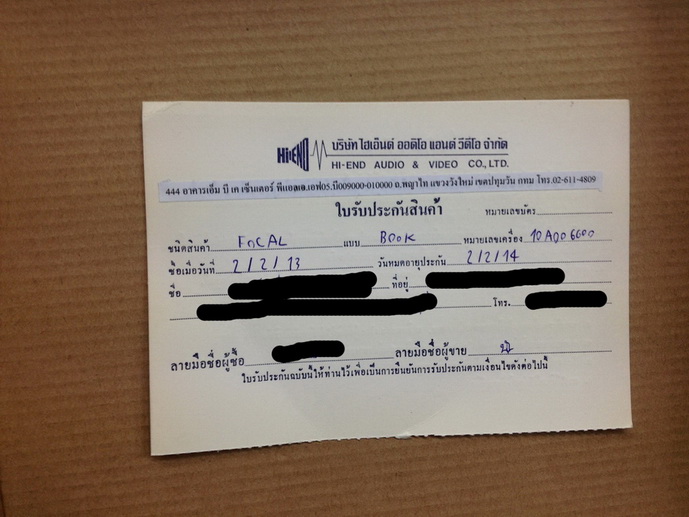 HI-END บริษัท ไฮเอ็นด์ ออดิโอ แอนด์ วีดีโอ จำกัด
HI-END AUDIO & VIDEO CO., LTD.
444 อาคารเอ็ม บี เค เซ็นเตอร์ พีแอลเอ.เอฟ05.บี009000-010000 ถ.พญาไท แขวงวังใหม่ เขตปทุมวัน กทม โทร.02-611-4809
ใบรับประกันสินค้า หมายเลขบัตร
ชนิดสินค้า FOCAL แบบ BOOK หมายเลขเครื่อง 10A006600
ซื้อเมื่อวันที่ 2/2/13 วันหมดอายุประกัน 2/2/14
ชื่อ ที่อยู่
โทร.
ลายมือชื่อผู้ซื้อ ลายมือชื่อผู้ขาย
ใบรับประกันฉบับนี้ให้ท่านไว้เพื่อเป็นการยืนยันการรับประกันตามเงื่อนไขดังต่อไปนี้